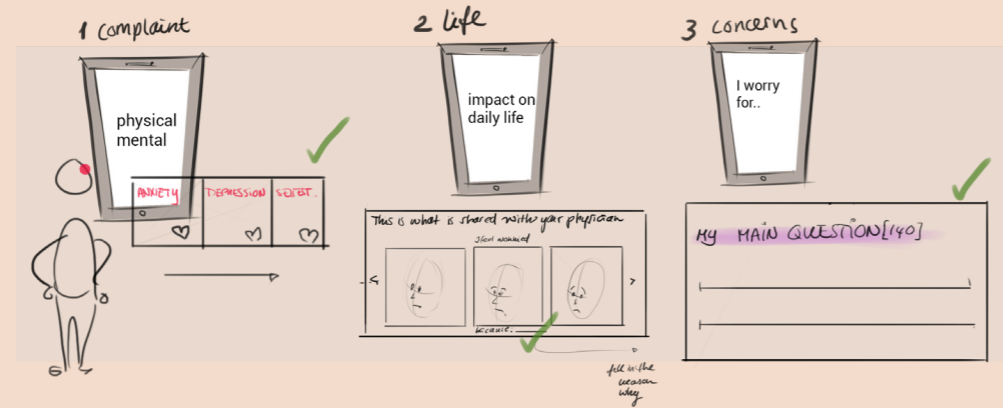 1 complaint
physical
mental
ANXIETY
DEPRESSION
2 life
impact on
daily life
This is what is shared with your physician
I feel worried
because.
fill in the
reason
why
3 concerns
I worry
for..
My MAIN QUESTION [140]